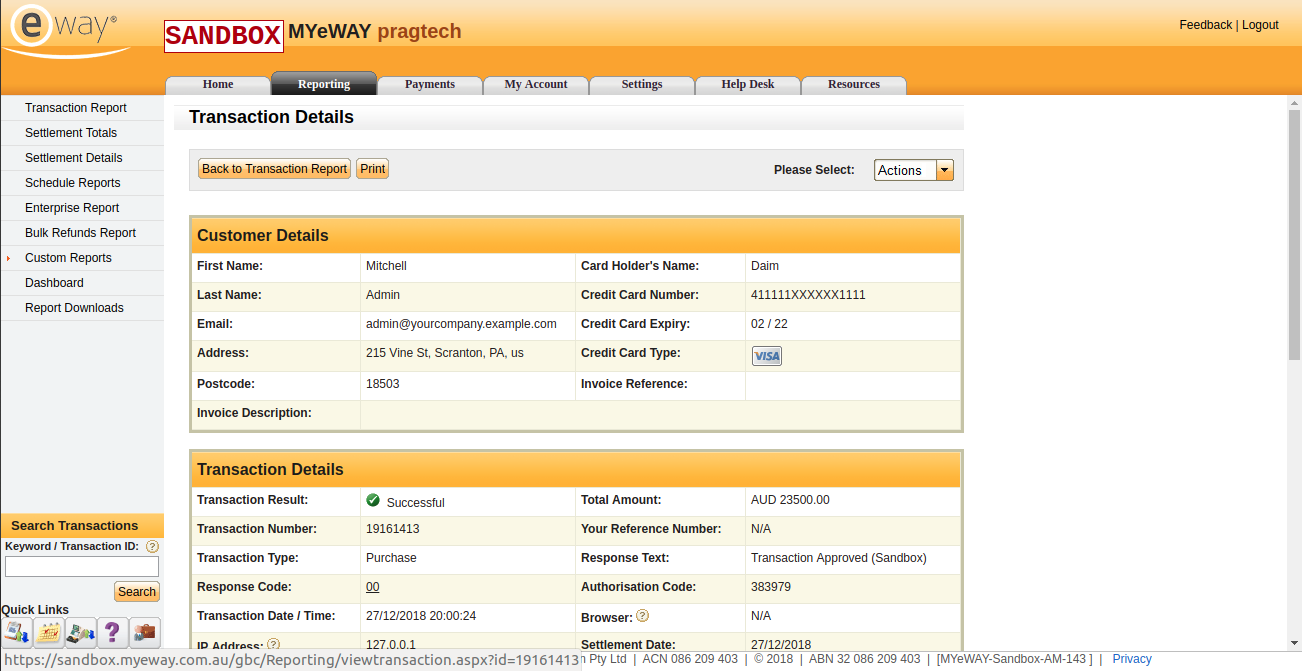 eway®
SANDBOX MYeWAY pragtech
Feedback | Logout
Home Reporting Payments My Account Settings Help Desk Resources
Transaction Report
Settlement Totals
Settlement Details
Schedule Reports
Enterprise Report
Bulk Refunds Report
Custom Reports
Dashboard
Report Downloads
Search Transactions
Keyword / Transaction ID: ?
Search
Quick Links
?
Transaction Details
Back to Transaction Report Print Please Select: Actions
Customer Details
First Name: Mitchell Card Holder's Name: Daim
Last Name: Admin Credit Card Number: 411111XXXXXX1111
Email: admin@yourcompany.example.com Credit Card Expiry: 02 / 22
Address: 215 Vine St, Scranton, PA, us Credit Card Type: VISA
Postcode: 18503 Invoice Reference:
Invoice Description:
Transaction Details
Transaction Result: Successful Total Amount: AUD 23500.00
Transaction Number: 19161413 Your Reference Number: N/A
Transaction Type: Purchase Response Text: Transaction Approved (Sandbox)
Response Code: 00 Authorisation Code: 383979
Transaction Date / Time: 27/12/2018 20:00:24 Browser: ? N/A
IP Address: ? 127.0.0.1 Settlement Date: 27/12/2018
https://sandbox.myeway.com.au/gbc/Reporting/viewtransaction.aspx?id=19161413
Pty Ltd | ACN 086 209 403 | © 2018 | ABN 32 086 209 403 | [MYeWAY-Sandbox-AM-143 ] | Privacy